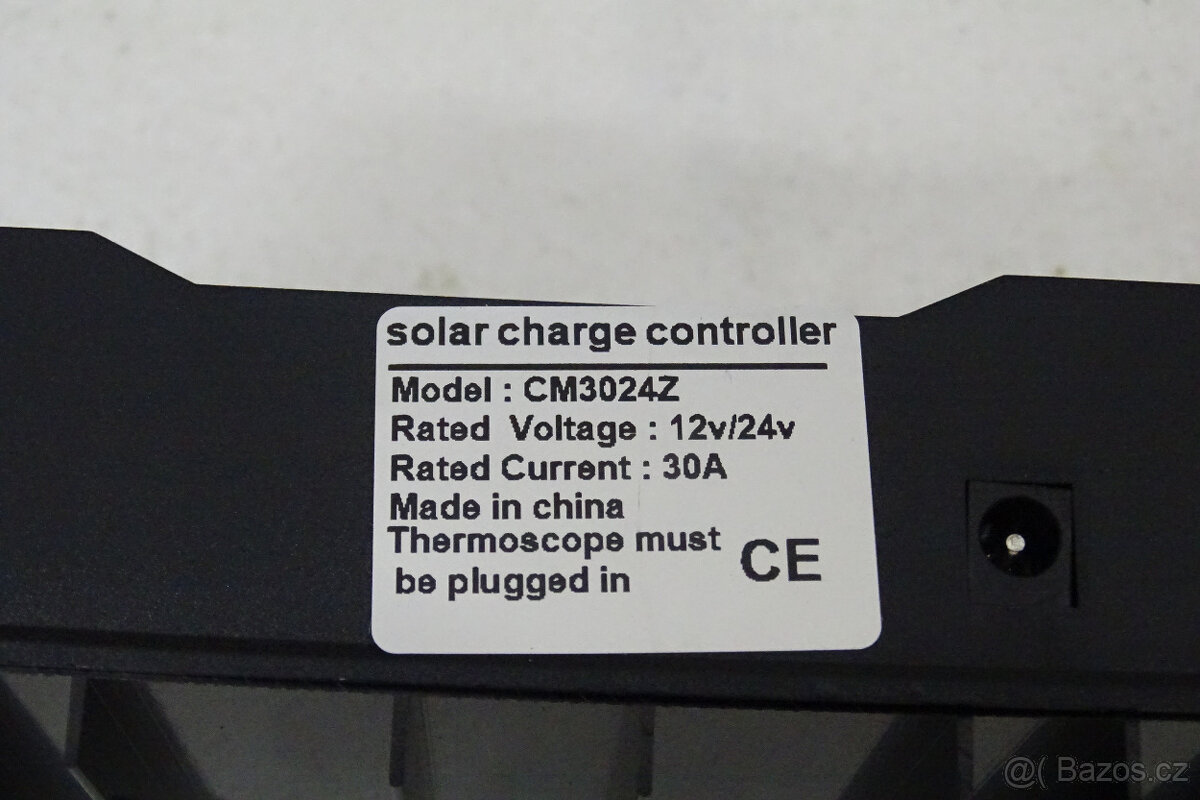 solar charge controller
Model : CM3024Z
Rated Voltage : 12v/24v
Rated Current : 30A
Made in china
Thermoscope must
be plugged in
CE
@( Bazos.cz